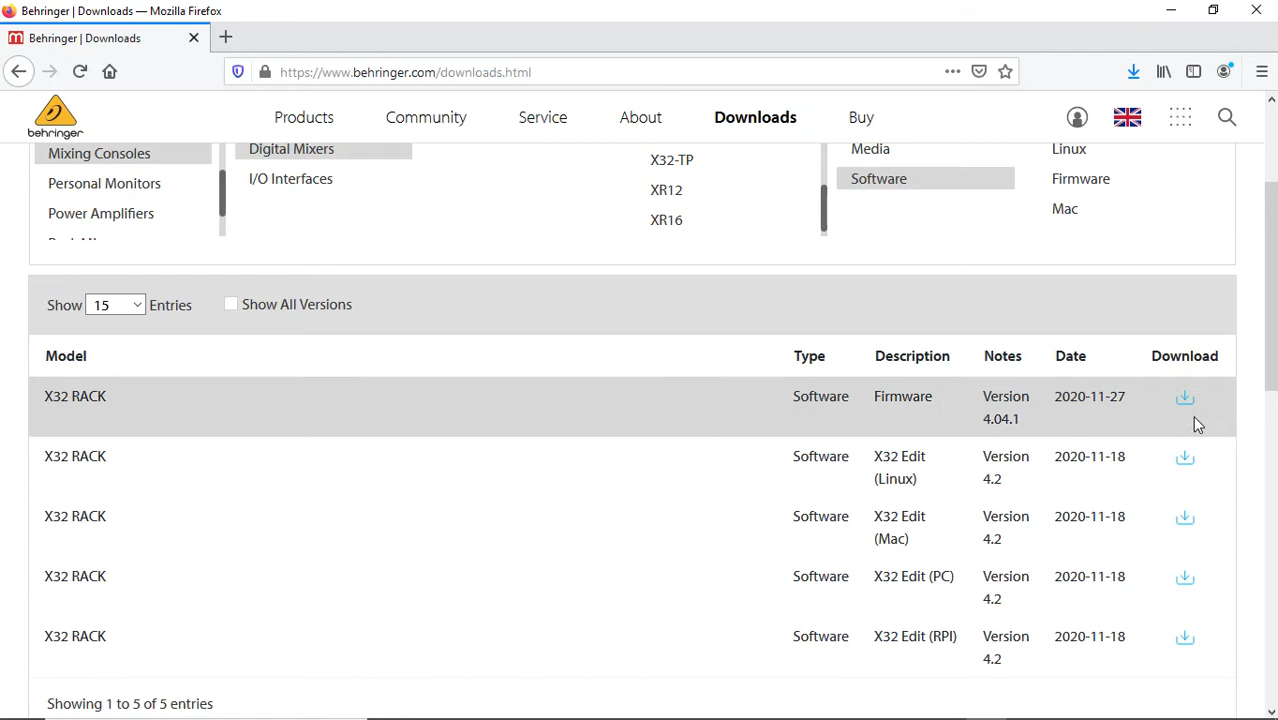 Behringer | Downloads — Mozilla Firefox
Behringer | Downloads
https://www.behringer.com/downloads.html
behringer
Products Community Service About Downloads Buy
Mixing Consoles
Personal Monitors
Power Amplifiers
Digital Mixers
I/O Interfaces
X32-TP
XR12
XR16
Media
Software
Linux
Firmware
Mac
Show 15 Entries Show All Versions
Model Type Description Notes Date Download
X32 RACK Software Firmware Version 2020-11-27
4.04.1
X32 RACK Software X32 Edit Version 2020-11-18
(Linux) 4.2
X32 RACK Software X32 Edit Version 2020-11-18
(Mac) 4.2
X32 RACK Software X32 Edit (PC) Version 2020-11-18
4.2
X32 RACK Software X32 Edit (RPI) Version 2020-11-18
4.2
Showing 1 to 5 of 5 entries